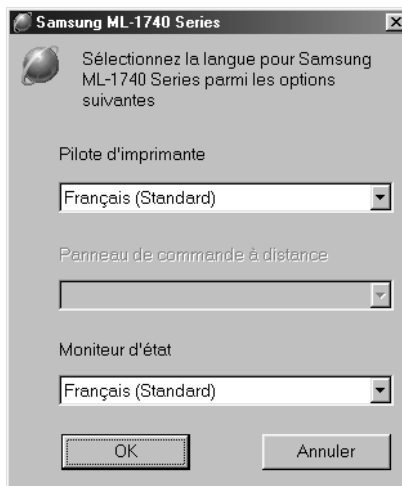 Samsung ML-1740 Series
Sélectionnez la langue pour Samsung
ML-1740 Series parmi les options
suivantes
Pilote d'imprimante
Français (Standard)
Panneau de commande à distance
Moniteur d'état
Français (Standard)
OK
Annuler